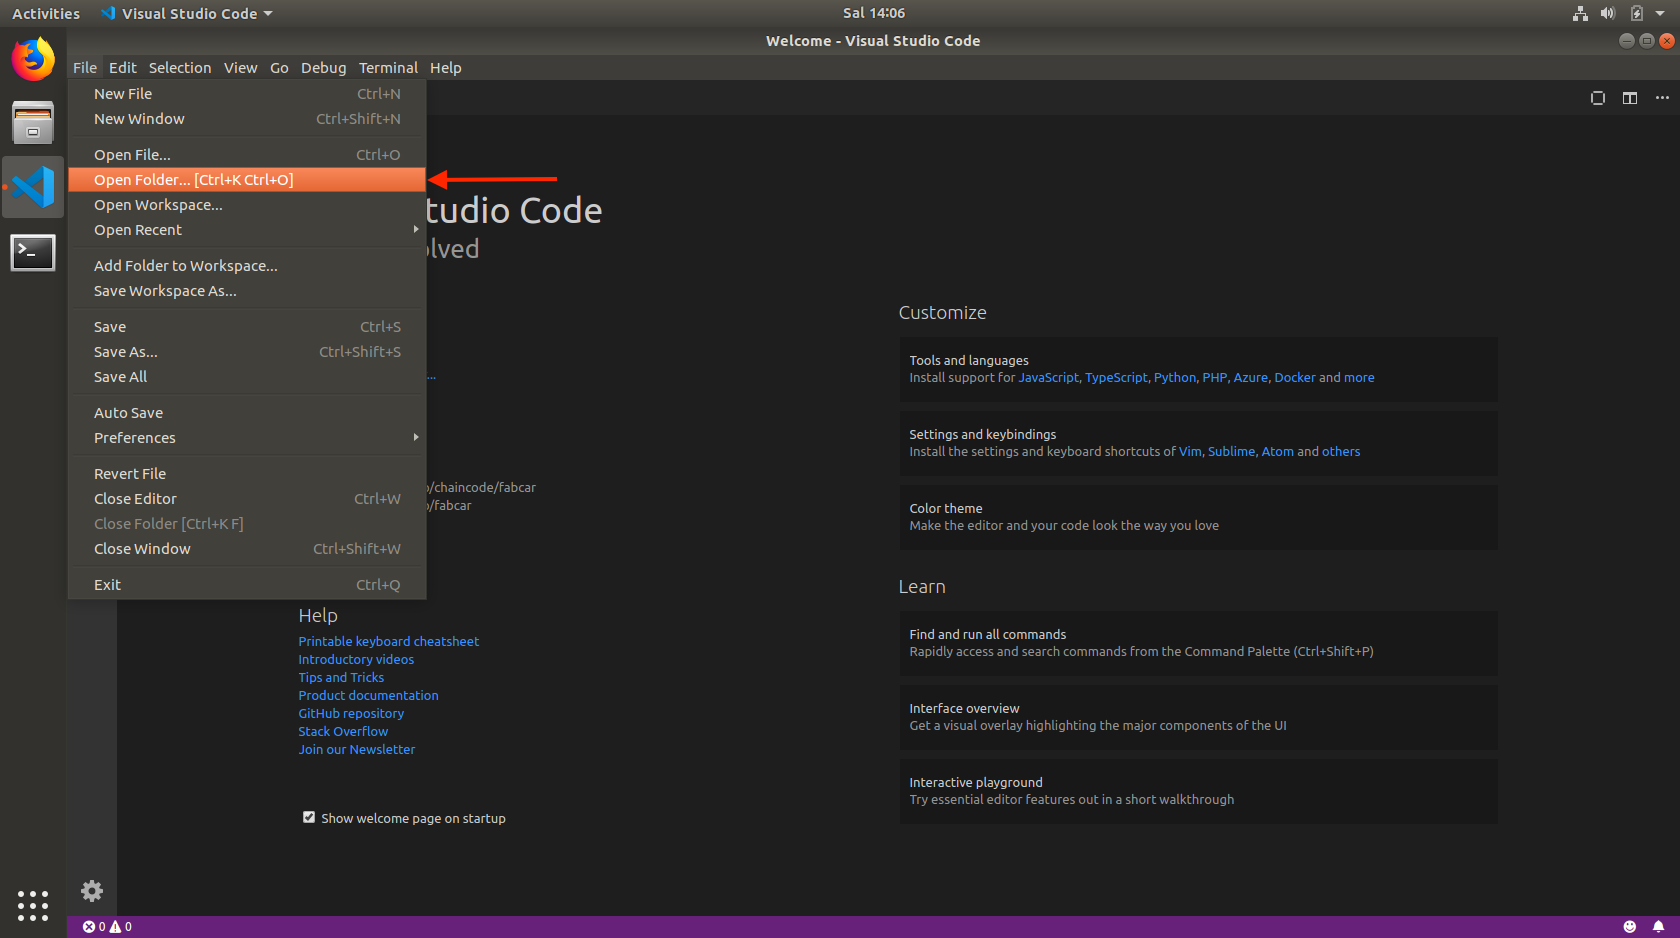 Activities Visual Studio Code Sal 14:06
Welcome - Visual Studio Code
File Edit Selection View Go Debug Terminal Help
New File Ctrl+N
New Window Ctrl+Shift+N
Open File... Ctrl+O
Open Folder... [Ctrl+K Ctrl+O]
Open Workspace...
Open Recent
Add Folder to Workspace...
Save Workspace As...
Save Ctrl+S
Save As... Ctrl+Shift+S
Save All
Auto Save
Preferences
Revert File
Close Editor Ctrl+W
Close Folder [Ctrl+K F]
Close Window Ctrl+Shift+W
Exit Ctrl+Q
tudio Code
olved
...
/chaincode/fabcar
/fabcar
Help
Printable keyboard cheatsheet
Introductory videos
Tips and Tricks
Product documentation
GitHub repository
Stack Overflow
Join our Newsletter
Show welcome page on startup
Customize
Tools and languages
Install support for JavaScript, TypeScript, Python, PHP, Azure, Docker and more
Settings and keybindings
Install the settings and keyboard shortcuts of Vim, Sublime, Atom and others
Color theme
Make the editor and your code look the way you love
Learn
Find and run all commands
Rapidly access and search commands from the Command Palette (Ctrl+Shift+P)
Interface overview
Get a visual overlay highlighting the major components of the UI
Interactive playground
Try essential editor features out in a short walkthrough
0 0